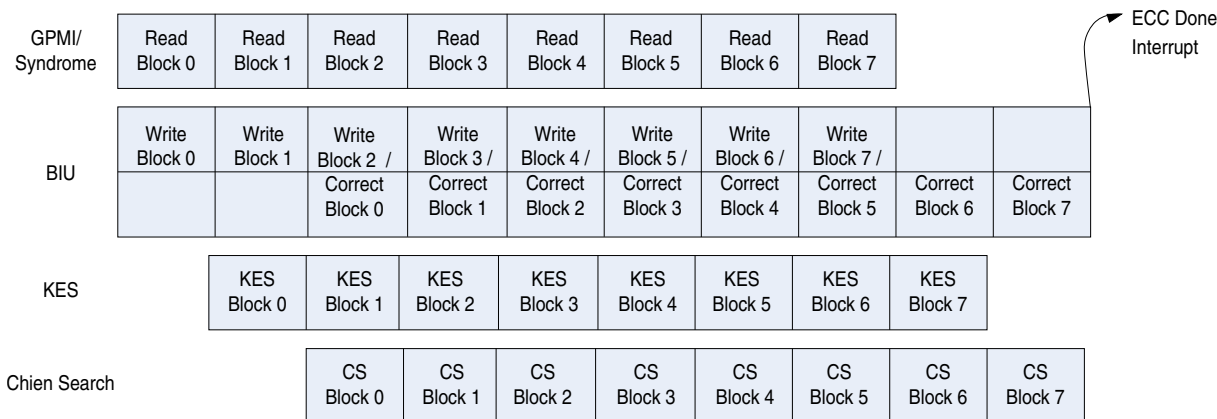 ECC Done
Interrupt
GPMI/
Syndrome
Read Read Read Read Read Read Read Read
Block 0 Block 1 Block 2 Block 3 Block 4 Block 5 Block 6 Block 7
BIU
Write Write Write Write Write Write Write Write
Block 0 Block 1 Block 2 / Block 3 / Block 4 / Block 5 / Block 6 / Block 7 /
Correct Correct Correct Correct Correct Correct Correct Correct
Block 0 Block 1 Block 2 Block 3 Block 4 Block 5 Block 6 Block 7
KES
KES KES KES KES KES KES KES KES
Block 0 Block 1 Block 2 Block 3 Block 4 Block 5 Block 6 Block 7
Chien Search
CS CS CS CS CS CS CS CS
Block 0 Block 1 Block 2 Block 3 Block 4 Block 5 Block 6 Block 7